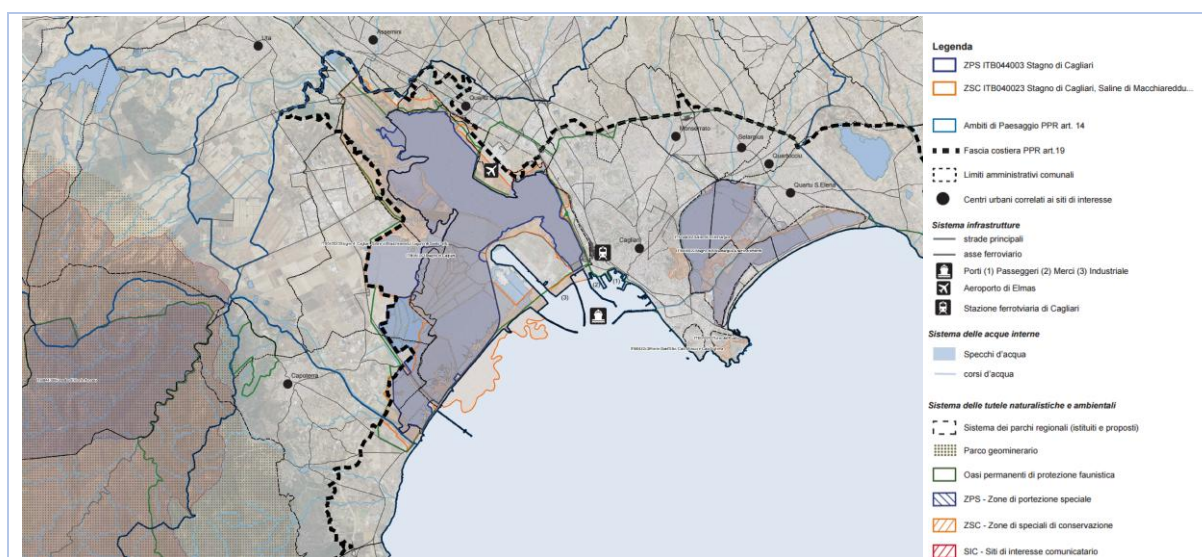 Uta
Assemini
Monserrato
Selargius
Quartucciu
Quartu S.Elena
Cagliari
(1)
(2)
(3)
Capoterra
Legenda
ZPS ITB044003 Stagno di Cagliari
ZSC ITB040023 Stagno di Cagliari, Saline di Macchiareddu...
Ambiti di Paesaggio PPR art. 14
Fascia costiera PPR art.19
Limiti amministrativi comunali
Centri urbani correlati ai siti di interesse
Sistema infrastrutture
strade principali
asse ferroviario
Porti (1) Passeggeri (2) Merci (3) Industriale
Aeroporto di Elmas
Stazione ferrotviaria di Cagliari
Sistema delle acque interne
Specchi d'acqua
corsi d'acqua
Sistema delle tutele naturalistiche e ambientali
Sistema dei parchi regionali (istituiti e proposti)
Parco geominerario
Oasi permanenti di protezione faunistica
ZPS - Zone di portezione speciale
ZSC - Zone di speciali di conservazione
SIC - Siti di interesse comunicatario